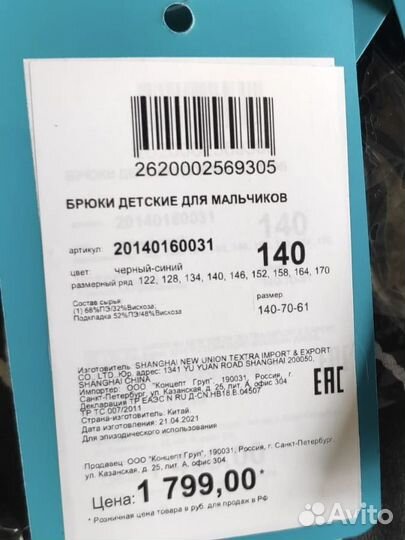 2620002569305
БРЮКИ ДЕТСКИЕ ДЛЯ МАЛЬЧИКОВ
артикул: 20140160031 140
цвет: черный-синий
размерный ряд 122, 128, 134, 140, 146, 152, 158, 164, 170
Состав сырья размер
(1) 68%ПЭ/32%Вискоза; 140-70-61
Подкладка 52%ПЭ/48%Вискоза
Изготовитель: SHANGHAI NEW UNION TEXTRA IMPORT & EXPORT
CO., LTD. Юр. адрес: 1341 YU YUAN ROAD SHANGHAI 200050,
SHANGHAI CHINA
Импортер: ООО "Концепт Груп", 190031, Россия, г.
Санкт-Петербург, ул. Казанская, д. 25, лит. А, офис 304
Декларация ТР ЕАЭС N RU Д-CN.НВ18.В.04507
ТР ТС 007/2011
Страна-изготовитель: Китай
Дата изготовления: 21.04.2021
Для эпизодического использования
EAC
Продавец: ООО "Концепт Груп", 190031, Россия, г. Санкт-Петербург,
ул. Казанская, д. 25, лит. А, офис 304
Цена: 1 799,00*
* Розничная цена товара в руб. для продаж в РФ
Avito